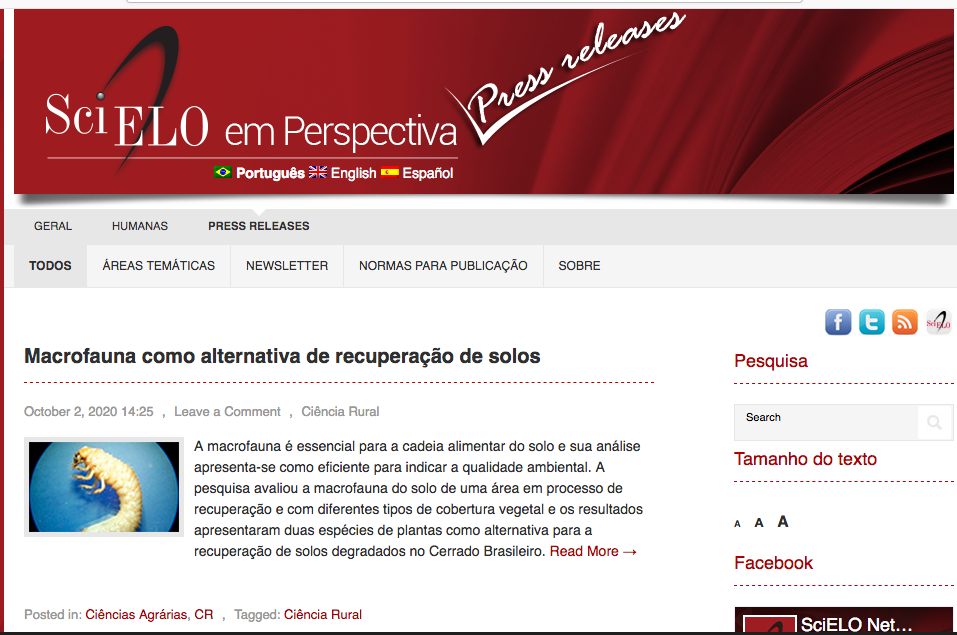 Press releases
SciELO em Perspectiva
Português English Español
GERAL HUMANAS PRESS RELEASES
TODOS ÁREAS TEMÁTICAS NEWSLETTER NORMAS PARA PUBLICAÇÃO SOBRE
SciELO
Macrofauna como alternativa de recuperação de solos
October 2, 2020 14:25 , Leave a Comment , Ciência Rural
A macrofauna é essencial para a cadeia alimentar do solo e sua análise
apresenta-se como eficiente para indicar a qualidade ambiental. A
pesquisa avaliou a macrofauna do solo de uma área em processo de
recuperação e com diferentes tipos de cobertura vegetal e os resultados
apresentaram duas espécies de plantas como alternativa para a
recuperação de solos degradados no Cerrado Brasileiro. Read More →
Posted in: Ciências Agrárias, CR , Tagged: Ciência Rural
Pesquisa
Search
Tamanho do texto
A A A
Facebook
SciELO Net...